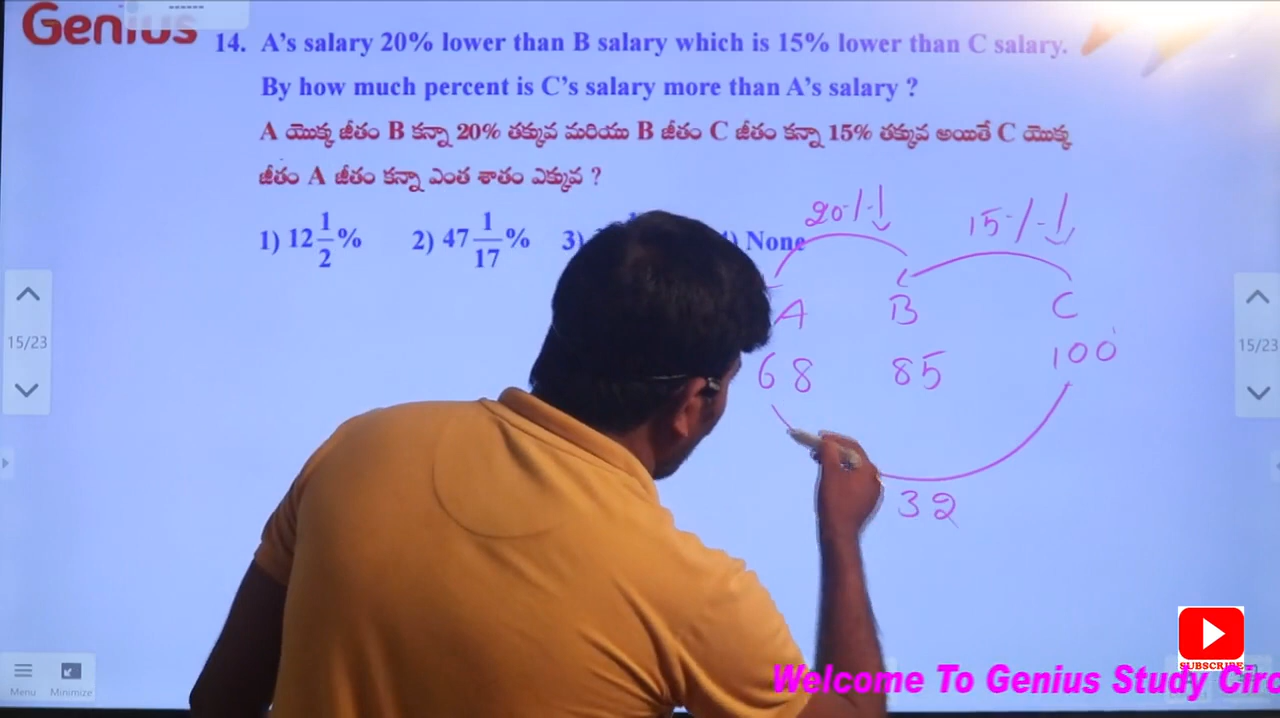 Genius
14. A's salary 20% lower than B salary which is 15% lower than C salary.
By how much percent is C's salary more than A's salary ?
A యొక్క జీతం B కన్నా 20% తక్కువ మరియు B జీతం C జీతం కన్నా 15% తక్కువ అయితే C యొక్క
జీతం A జీతం కన్నా ఎంత శాతం ఎక్కువ ?
1) 12 1/2 % 2) 47 1/17 % 3) None
20% 15%
A B C
68 85 100
32
15/23 15/23
Menu Minimize
SUBSCRIBE
Welcome To Genius Study Circ